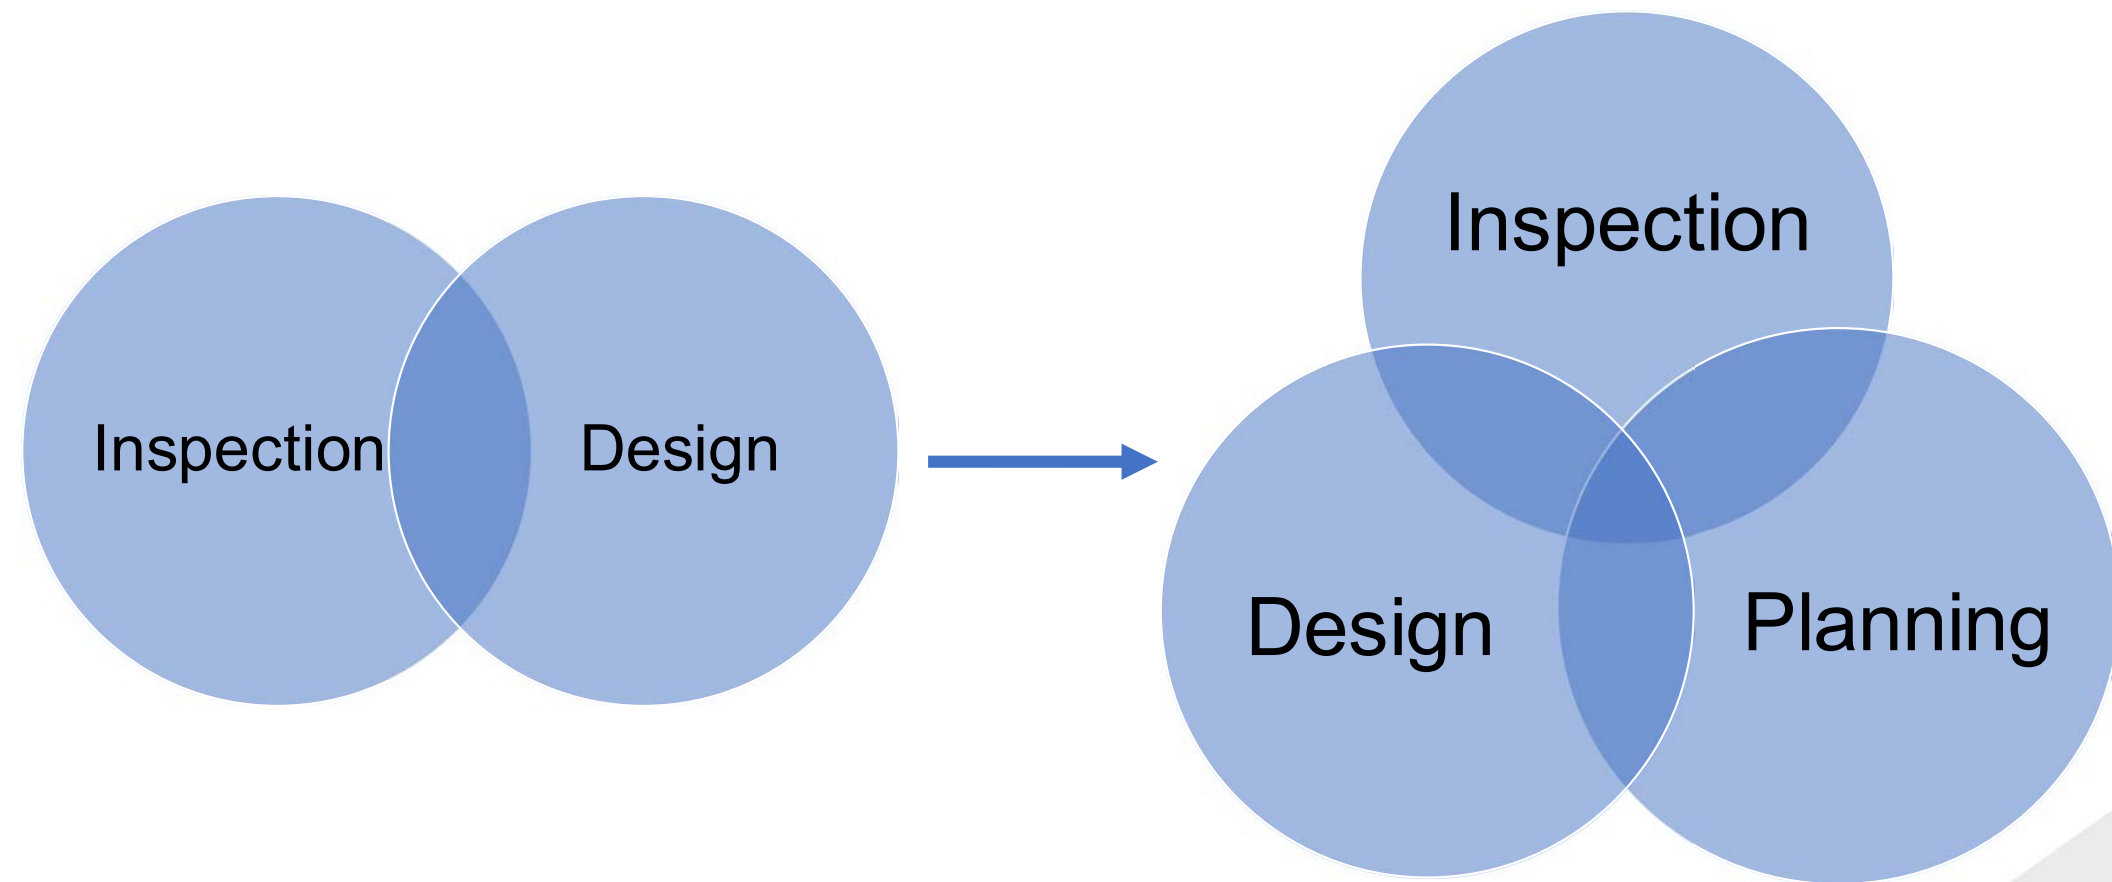 Inspection
Design
Inspection
Design
Planning